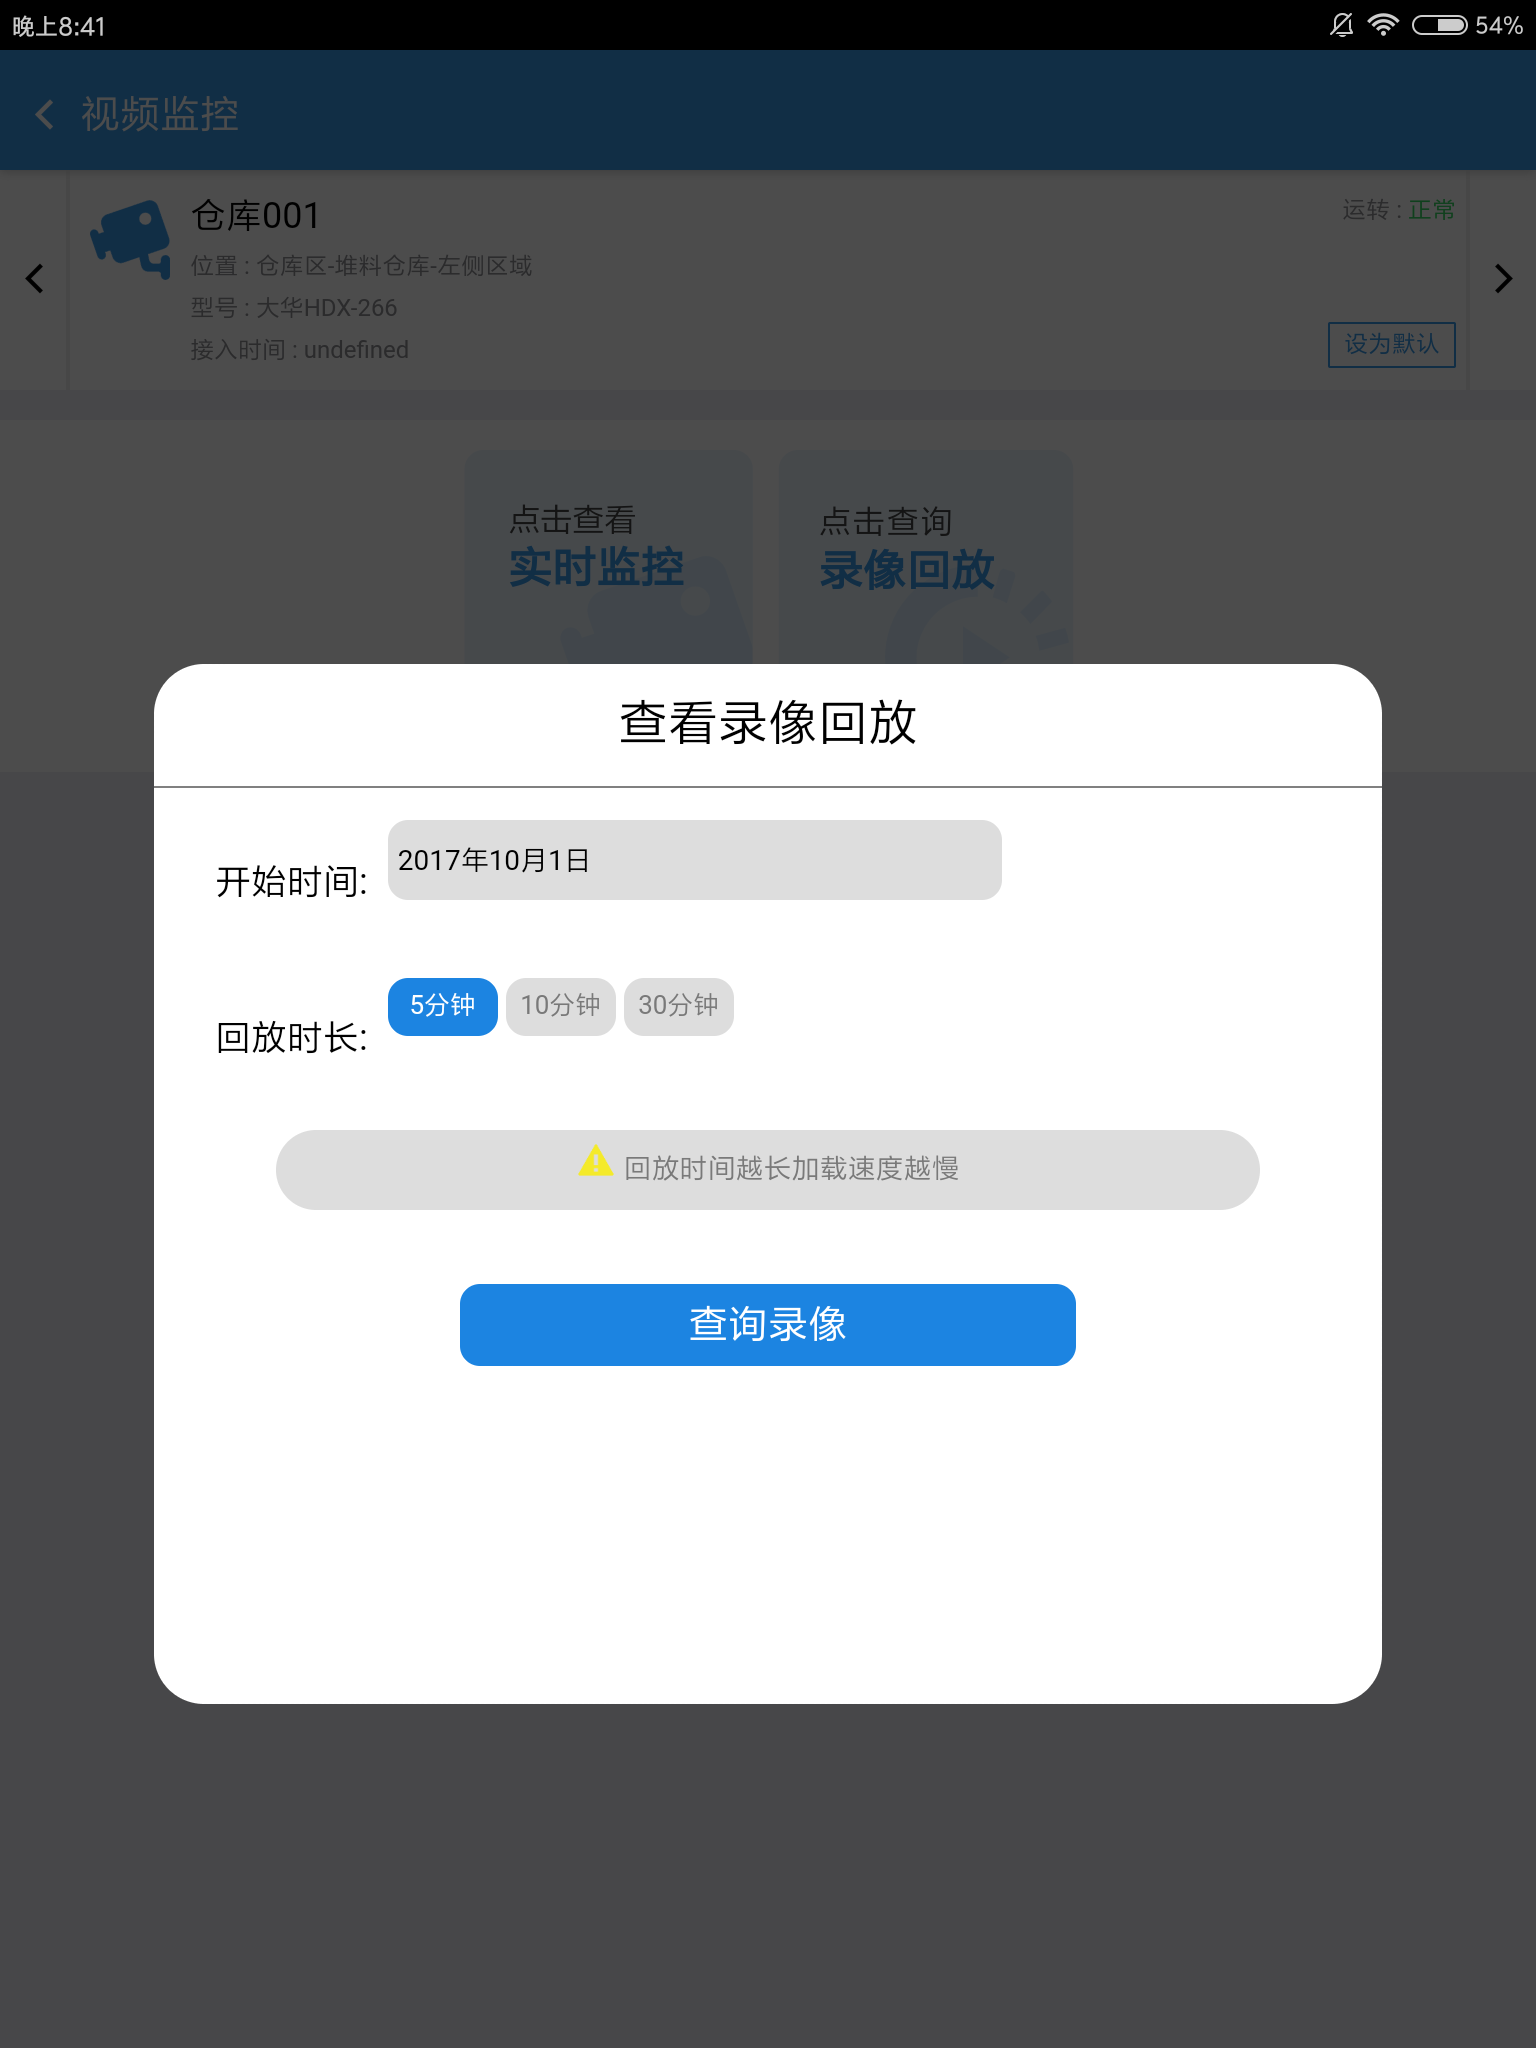 晚上8:41
54%
视频监控
仓库001
运转 : 正常
位置 : 仓库区-堆料仓库-左侧区域
型号 : 大华HDX-266
接入时间 : undefined
设为默认
点击查看
实时监控
点击查询
录像回放
查看录像回放
开始时间:
2017年10月1日
回放时长:
5分钟
10分钟
30分钟
回放时间越长加载速度越慢
查询录像